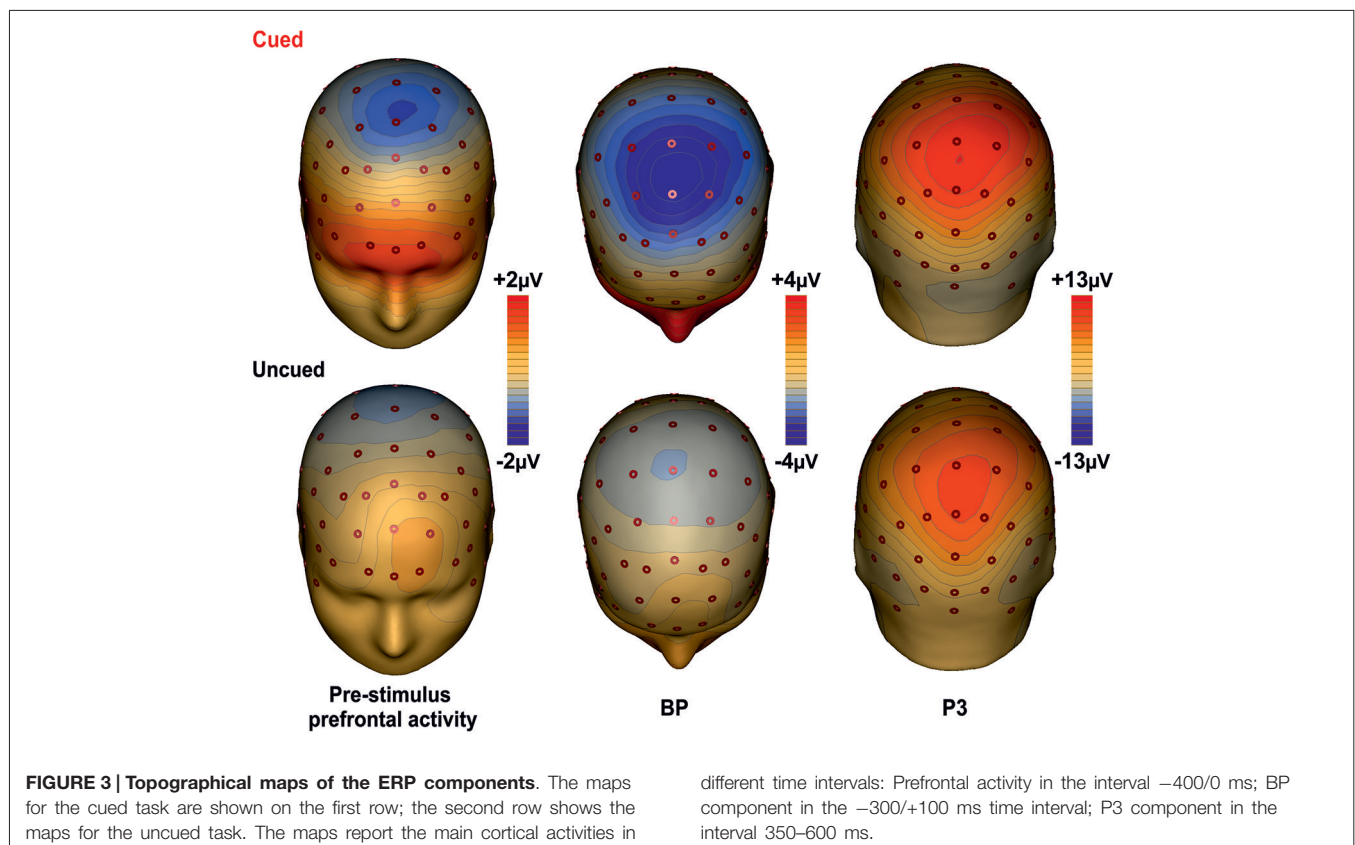 Cued
+2µV
+4µV
+13µV
Uncued
-2µV
-4µV
-13µV
Pre-stimulus
prefrontal activity
BP
P3
FIGURE 3 | Topographical maps of the ERP components. The maps
for the cued task are shown on the first row; the second row shows the
maps for the uncued task. The maps report the main cortical activities in
different time intervals: Prefrontal activity in the interval −400/0 ms; BP
component in the −300/+100 ms time interval; P3 component in the
interval 350–600 ms.